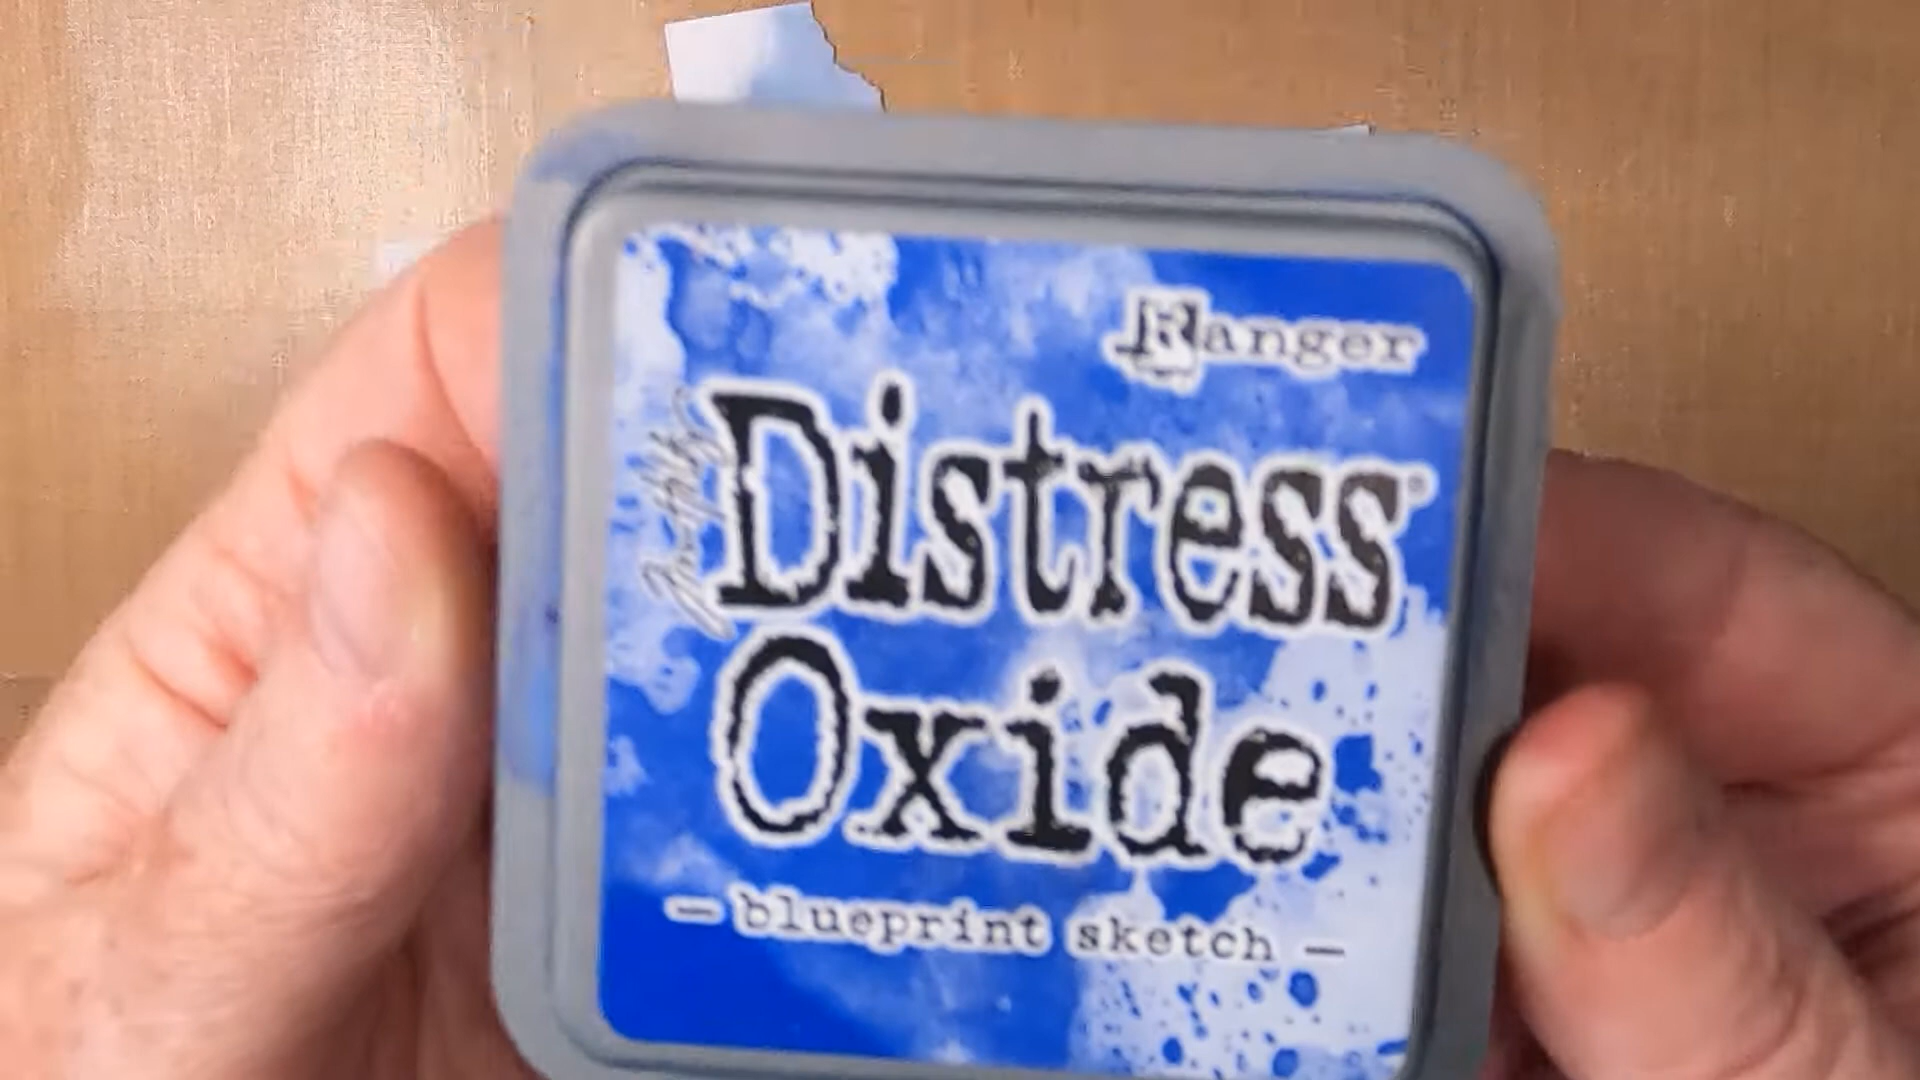 Ranger
Distress®
Oxide
— blueprint sketch —